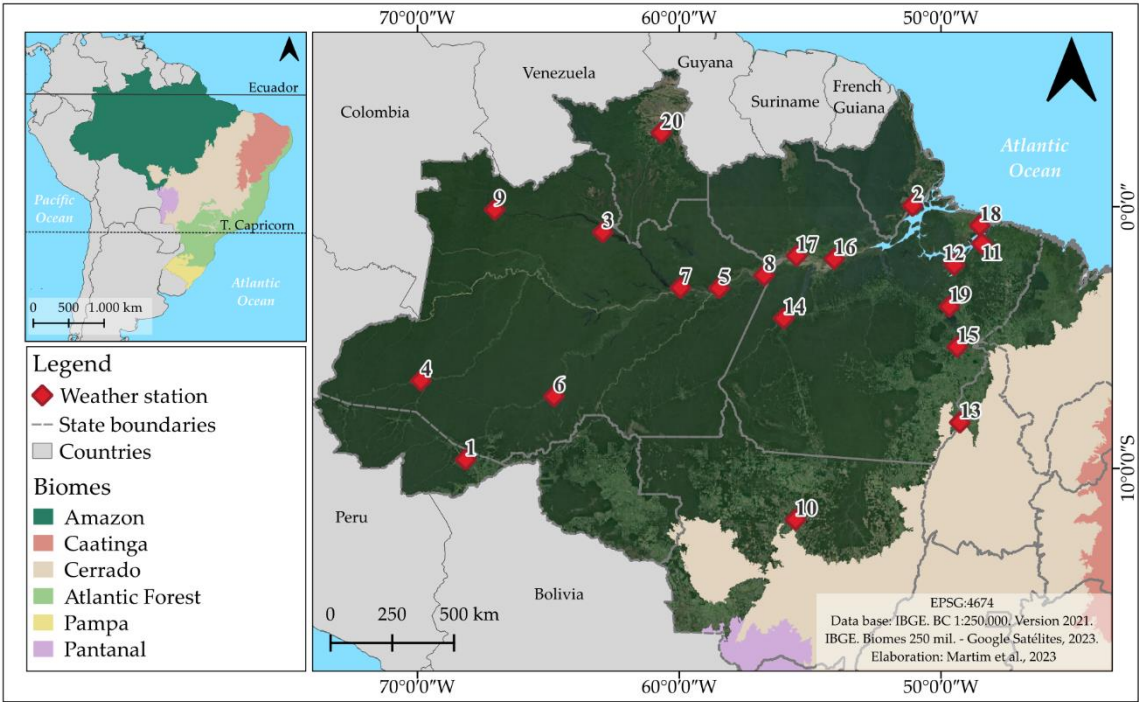 70°0'0"W
60°0'0"W
50°0'0"W
Ecuador
Pacific
Ocean
T. Capricorn
Atlantic
Ocean
0 500 1.000 km
Legend
Weather station
State boundaries
Countries
Biomes
Amazon
Caatinga
Cerrado
Atlantic Forest
Pampa
Pantanal
Venezuela
Guyana
Colombia
Suriname
French
Guiana
Atlantic
Ocean
20
9
3
2
18
11
17
16
12
8
7
5
14
19
15
4
6
13
1
10
Peru
Bolivia
0 250 500 km
0°0'0"
10°0'0"S
EPSG:4674
Data base: IBGE. BC 1:250.000. Version 2021.
IBGE. Biomes 250 mil. - Google Satélites, 2023.
Elaboration: Martim et al., 2023
70°0'0"W
60°0'0"W
50°0'0"W